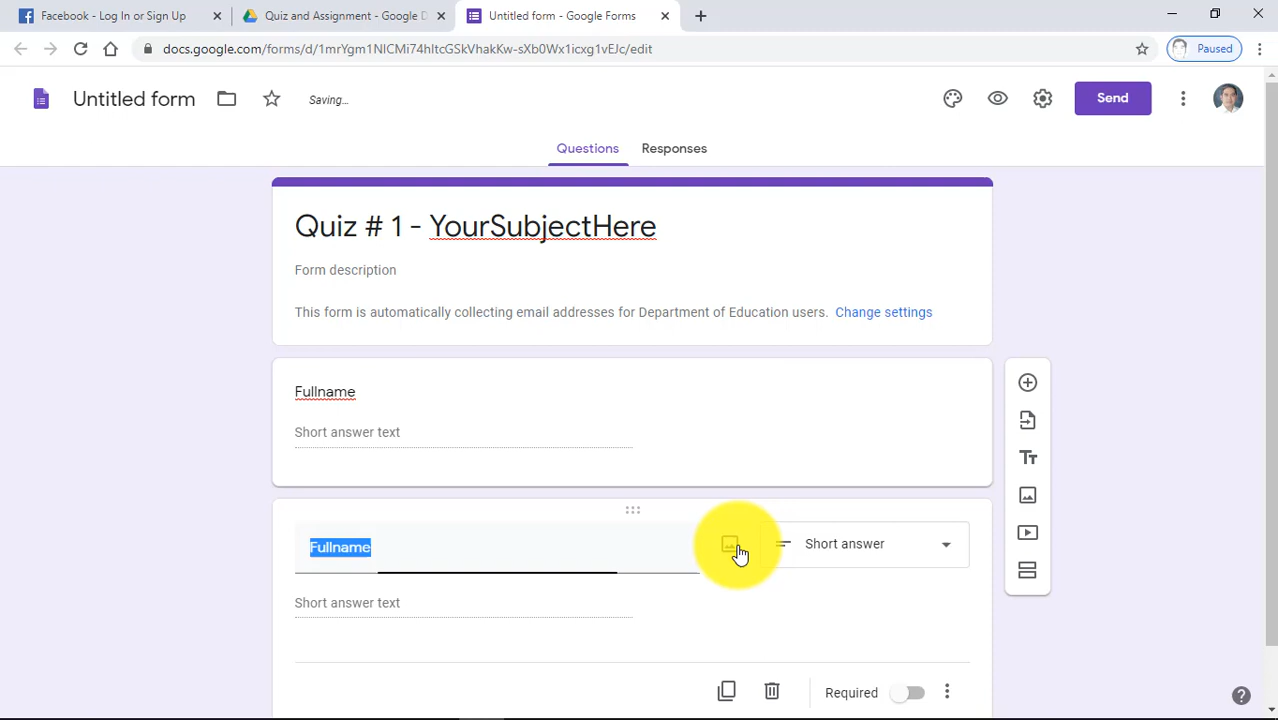 Facebook - Log In or Sign Up
Quiz and Assignment - Google D
Untitled form - Google Forms
docs.google.com/forms/d/1mrYgm1NICMi74hItcGSkVhakKw-sXb0Wx1icxg1vEJc/edit
Paused
Untitled form
Saving...
Send
Questions
Responses
Quiz # 1 - YourSubjectHere
Form description
This form is automatically collecting email addresses for Department of Education users. Change settings
Fullname
Short answer text
Fullname
Short answer
Short answer text
Required